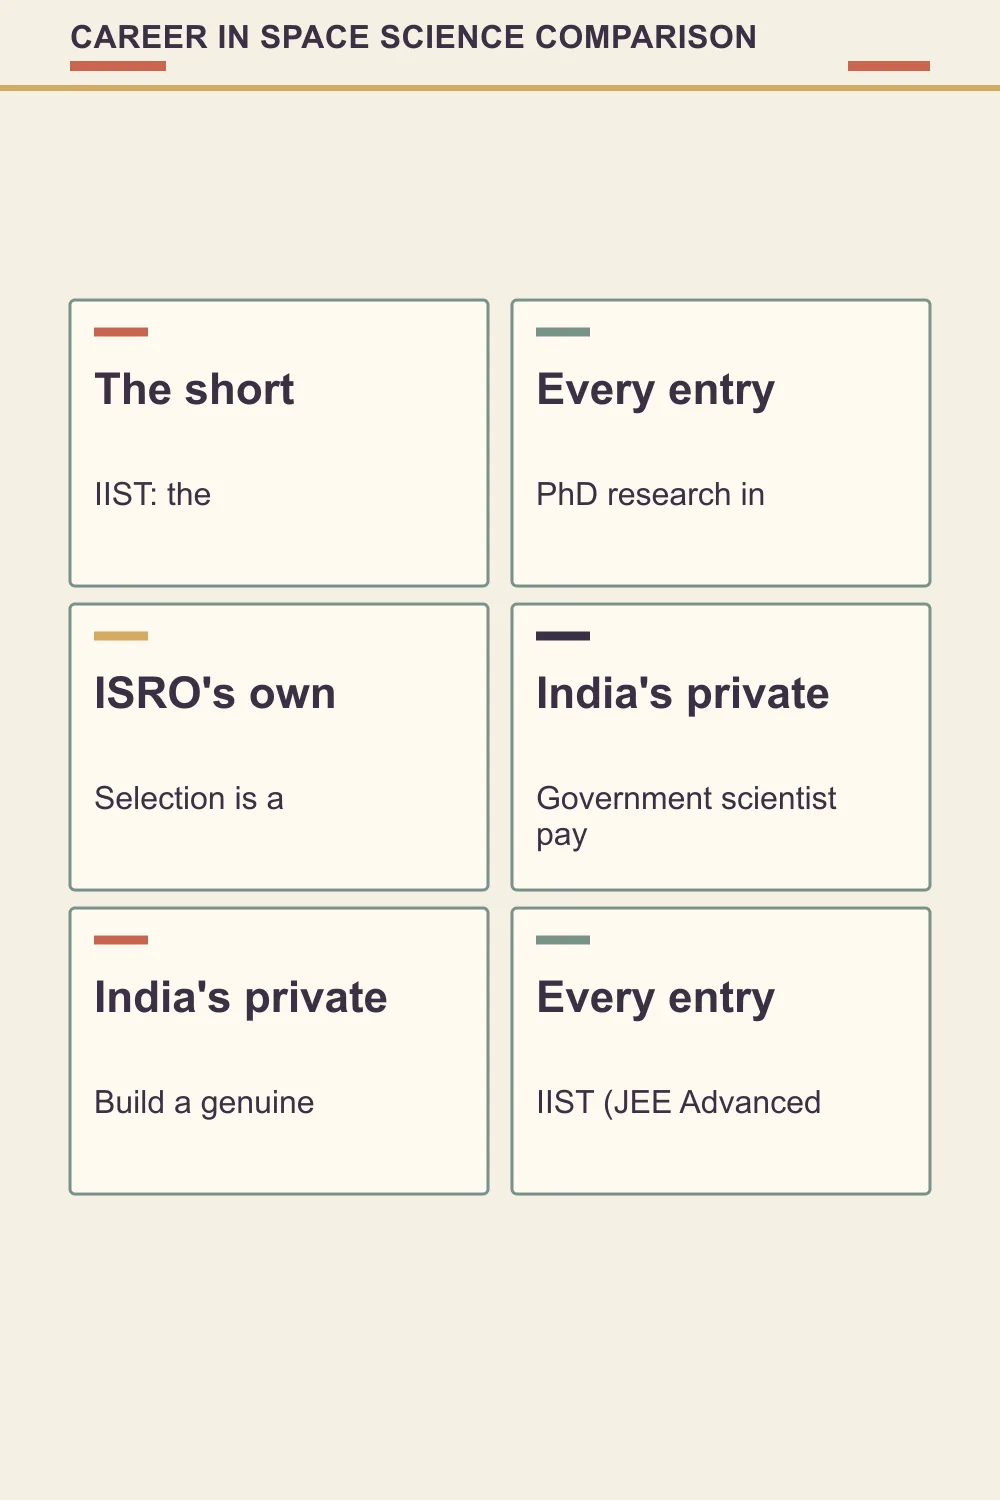 CAREER IN SPACE SCIENCE COMPARISON
The short
IIST: the
Every entry
PhD research in
ISRO's own
Selection is a
India's private
Government scientist
pay
India's private
Build a genuine
Every entry
IIST (JEE Advanced